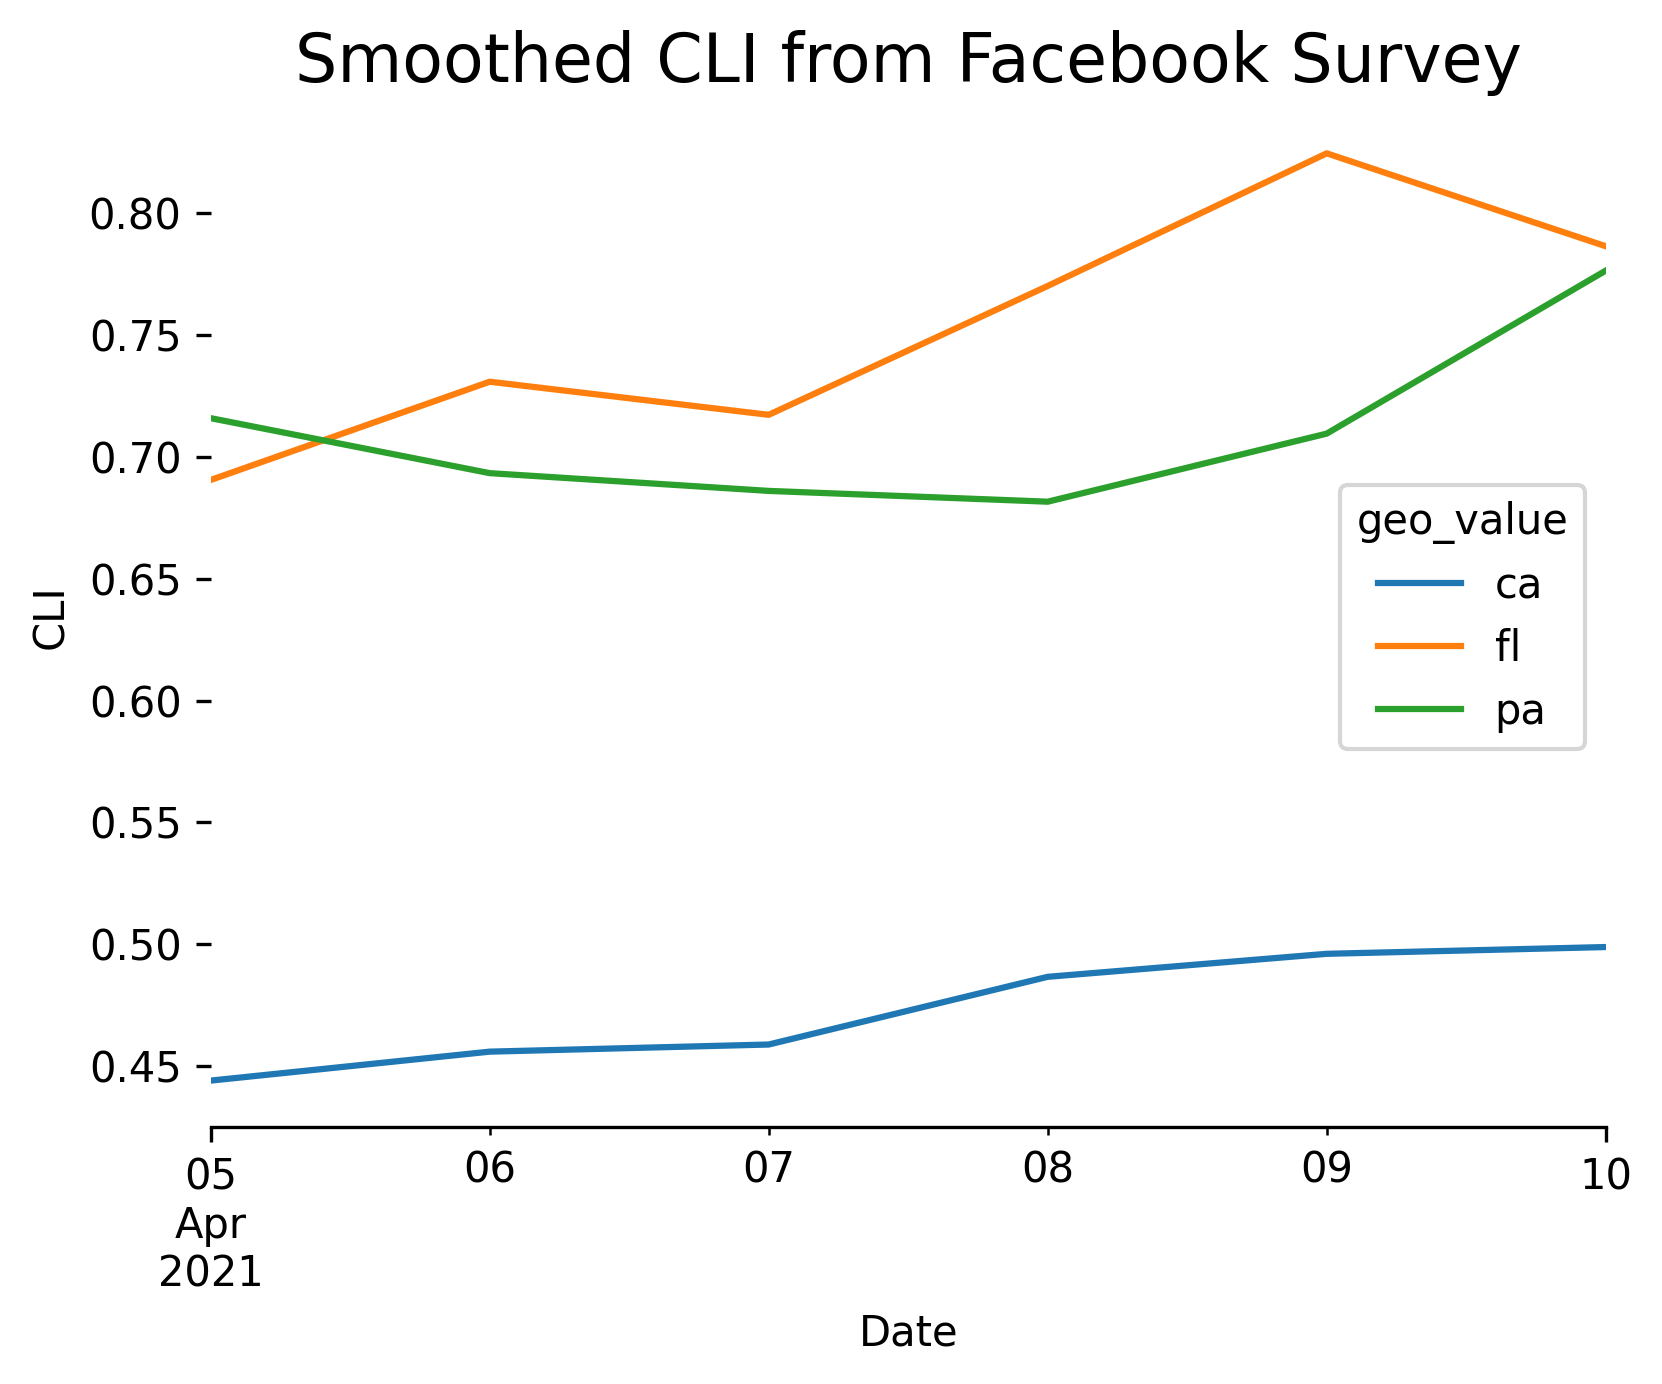 Smoothed CLI from Facebook Survey
0.80
0.75
0.70
0.65
0.60
0.55
0.50
0.45
CLI
geo_value
ca
fl
pa
05 06 07 08 09 10
Apr
2021
Date